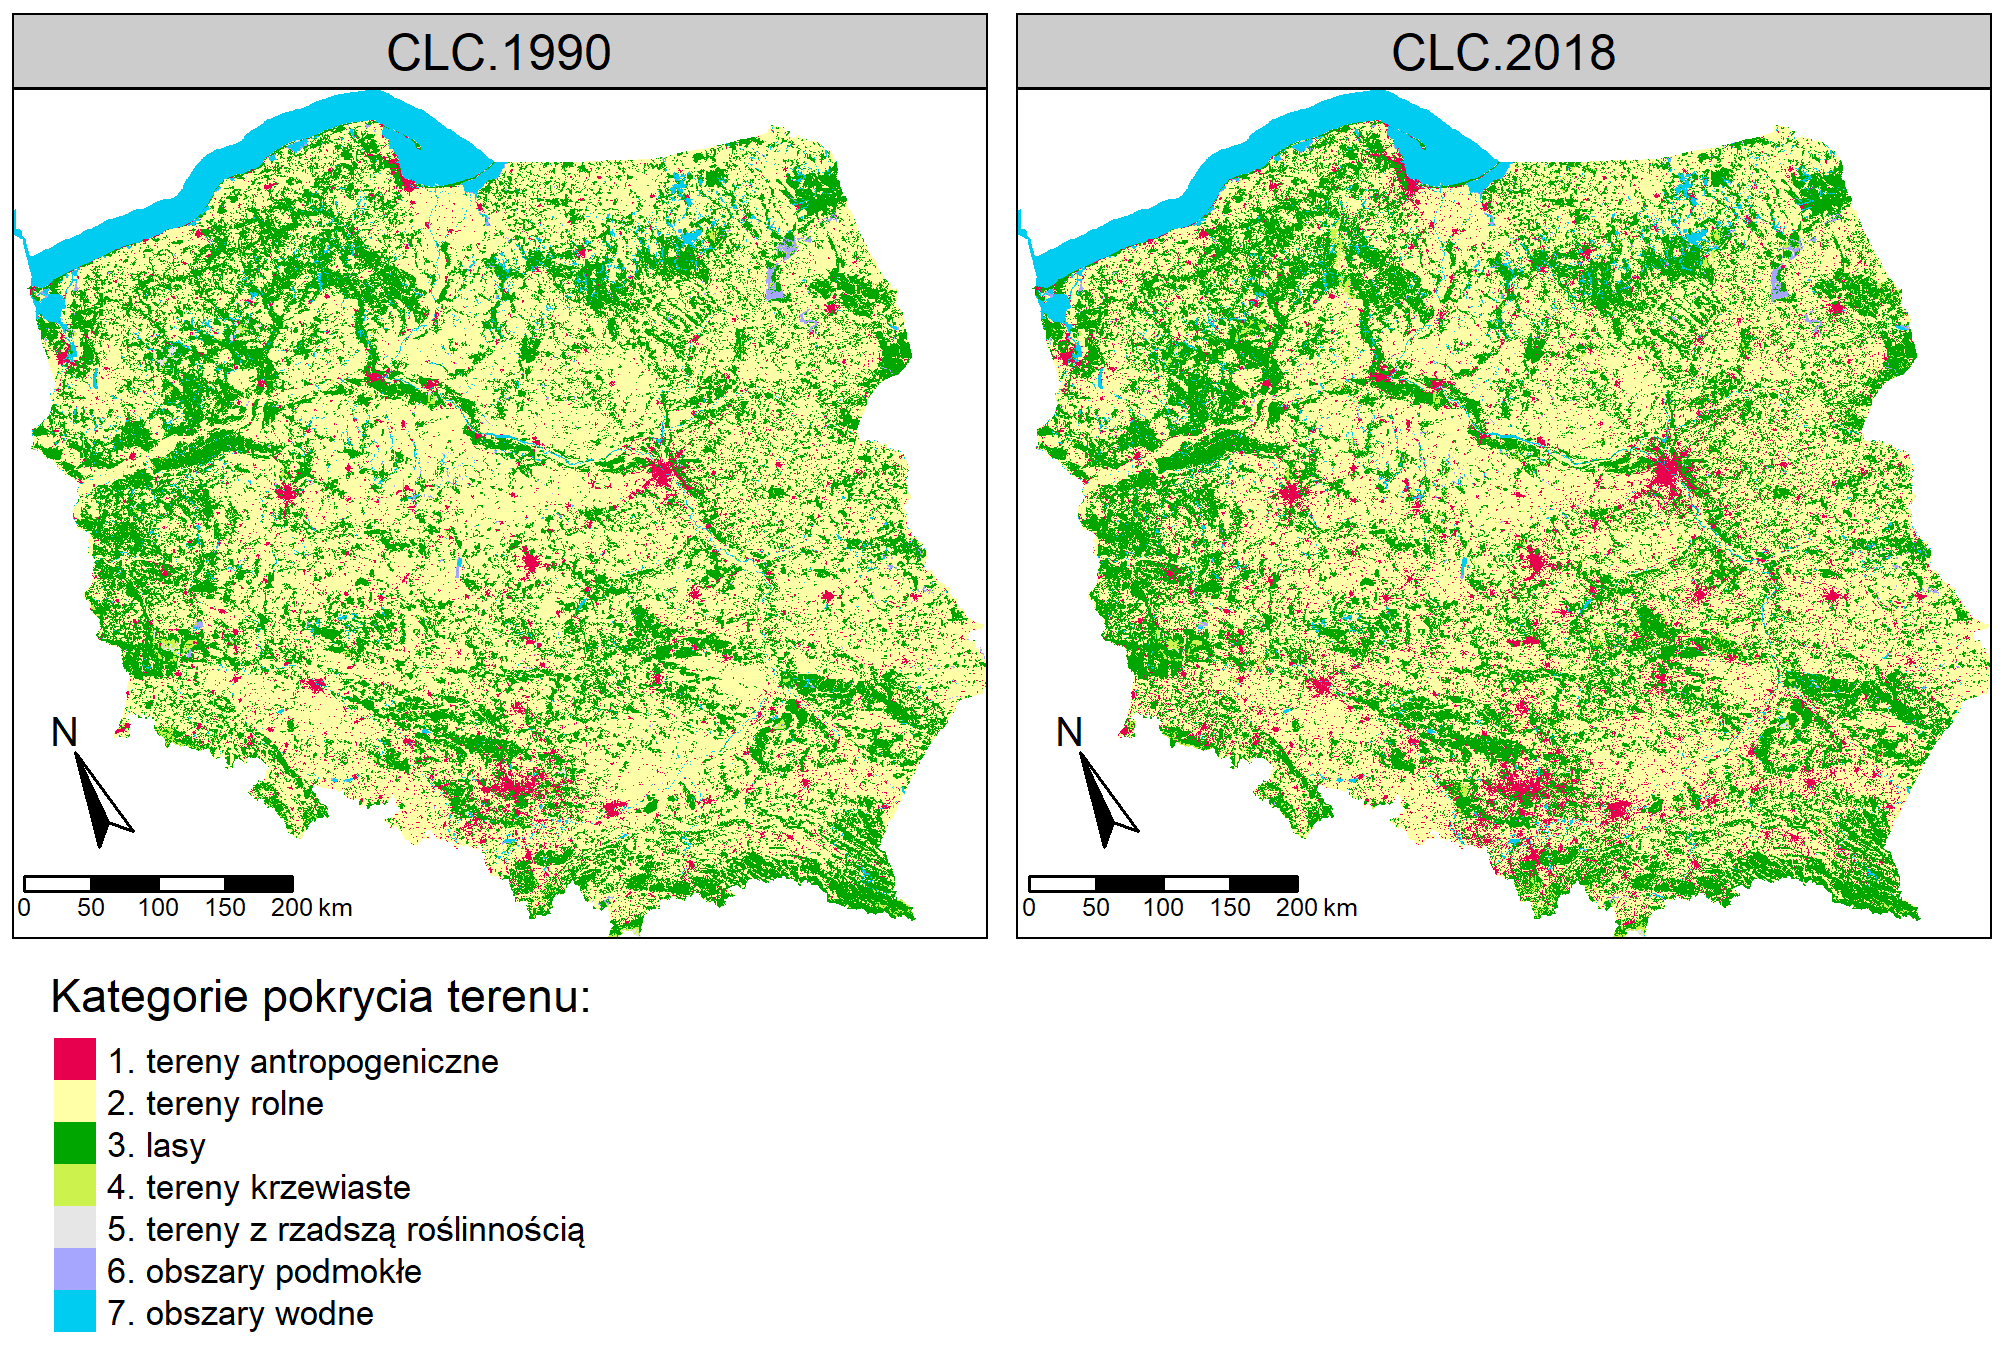 CLC.1990
CLC.2018
N
0 50 100 150 200 km
N
0 50 100 150 200 km
Kategorie pokrycia terenu:
1. tereny antropogeniczne
2. tereny rolne
3. lasy
4. tereny krzewiaste
5. tereny z rzadszą roślinnością
6. obszary podmokłe
7. obszary wodne